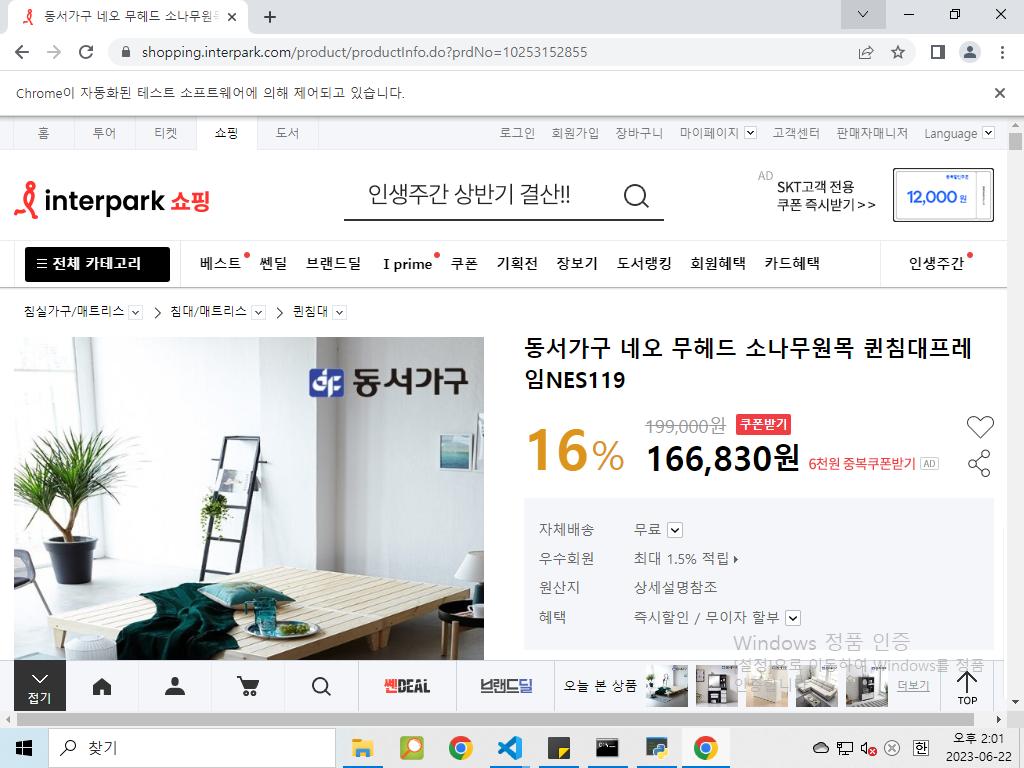 동서가구 네오 무헤드 소나무원목
shopping.interpark.com/product/productInfo.do?prdNo=10253152855
Chrome이 자동화된 테스트 소프트웨어에 의해 제어되고 있습니다.
홈 투어 티켓 쇼핑 도서 로그인 회원가입 장바구니 마이페이지 고객센터 판매자매니저 Language
interpark 쇼핑
인생주간 상반기 결산!!
AD SKT고객 전용
쿠폰 즉시받기 > >
12,000 원
전체 카테고리 베스트 쎈딜 브랜드딜 I prime 쿠폰 기획전 장보기 도서랭킹 회원혜택 카드혜택 인생주간
침실가구/매트리스 > 침대/매트리스 > 퀸침대
동서가구
동서가구 네오 무헤드 소나무원목 퀸침대프레
임NES119
16% 199,000원 쿠폰받기
166,830원 6천원 중복쿠폰받기 AD
자체배송 무료
우수회원 최대 1.5% 적립
원산지 상세설명참조
혜택 즉시할인 / 무이자 할부
Windows 정품 인증
[설정]으로 이동하여 Windows를 정품
인증합니다.
접기 쎈DEAL 브랜드딜 오늘 본 상품 더보기 TOP
찾기
한
오후 2:01
2023-06-22